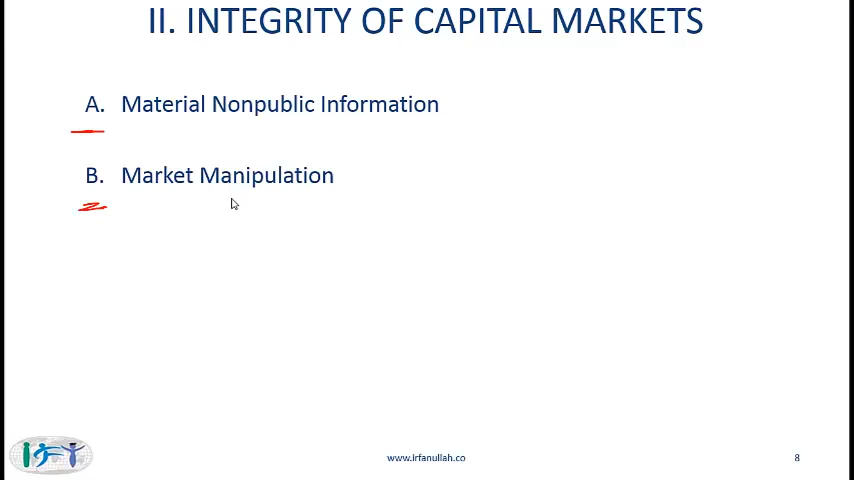 II. INTEGRITY OF CAPITAL MARKETS
A. Material Nonpublic Information
B. Market Manipulation
www.irfanullah.co
8